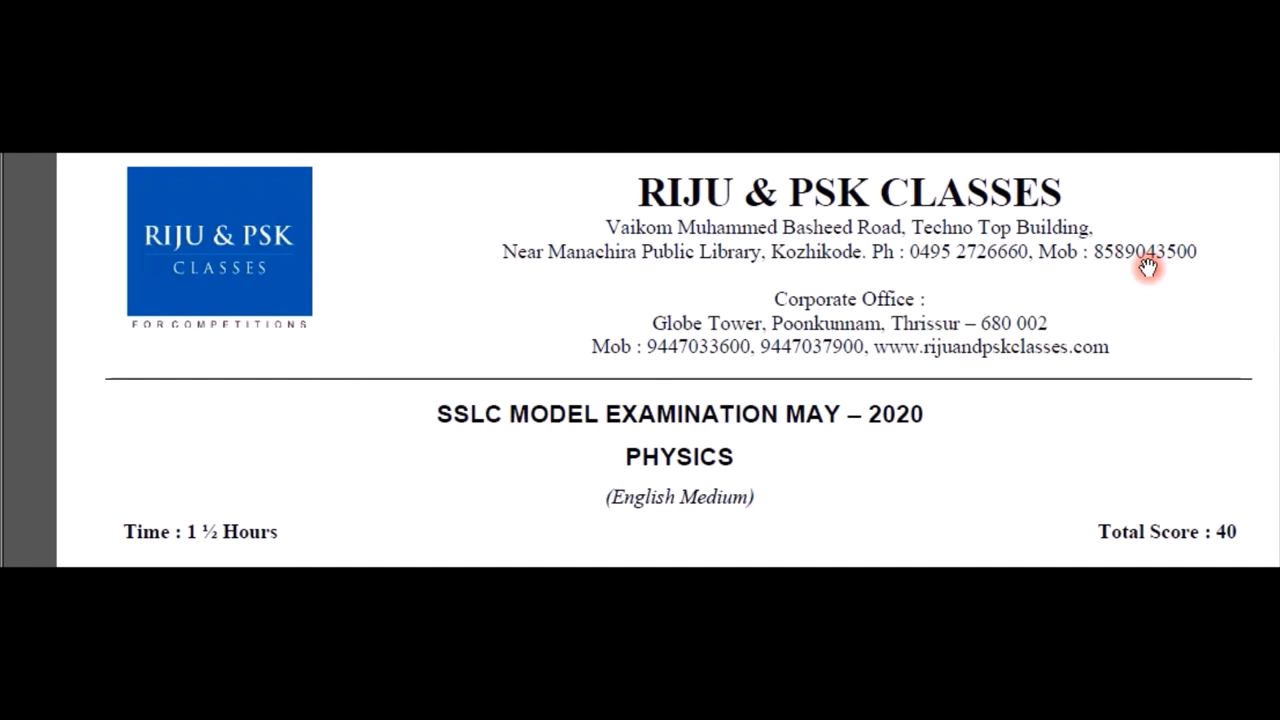 RIJU & PSK
CLASSES
FOR COMPETITIONS
RIJU & PSK CLASSES
Vaikom Muhammed Basheed Road, Techno Top Building,
Near Manachira Public Library, Kozhikode. Ph : 0495 2726660, Mob : 8589043500
Corporate Office :
Globe Tower, Poonkunnam, Thrissur – 680 002
Mob : 9447033600, 9447037900, www.rijuandpskclasses.com
SSLC MODEL EXAMINATION MAY – 2020
PHYSICS
(English Medium)
Time : 1 ½ Hours
Total Score : 40